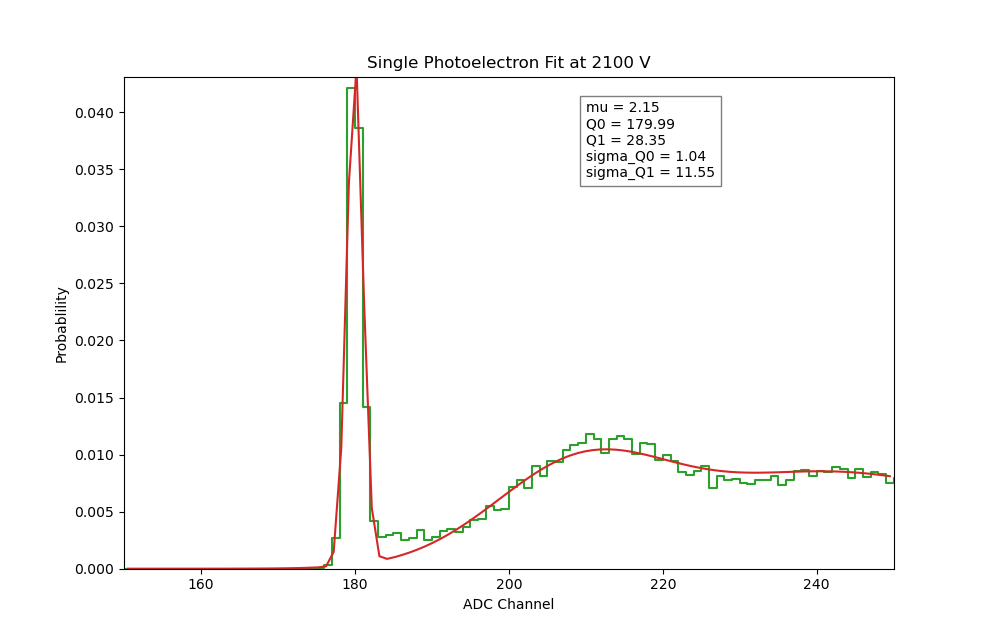 Single Photoelectron Fit at 2100 V
mu = 2.15
Q0 = 179.99
Q1 = 28.35
sigma_Q0 = 1.04
sigma_Q1 = 11.55
Probablility
0.040
0.035
0.030
0.025
0.020
0.015
0.010
0.005
0.000
160 180 200 220 240
ADC Channel